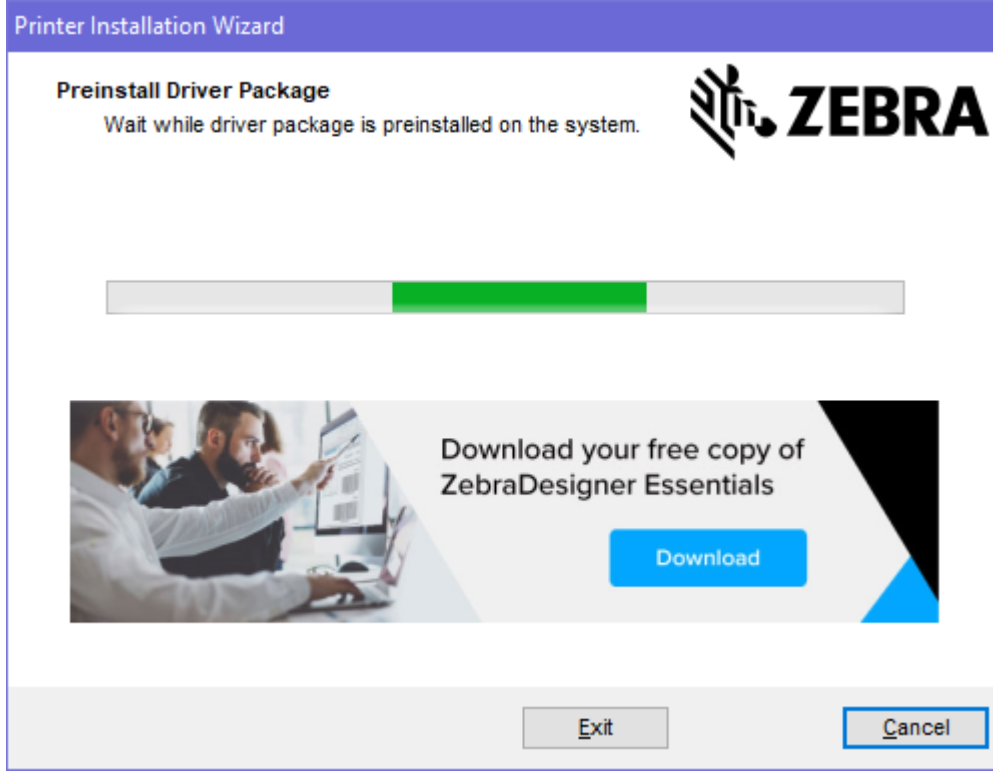 Printer Installation Wizard
Preinstall Driver Package
Wait while driver package is preinstalled on the system.
ZEBRA
Download your free copy of
ZebraDesigner Essentials
Download
Exit
Cancel